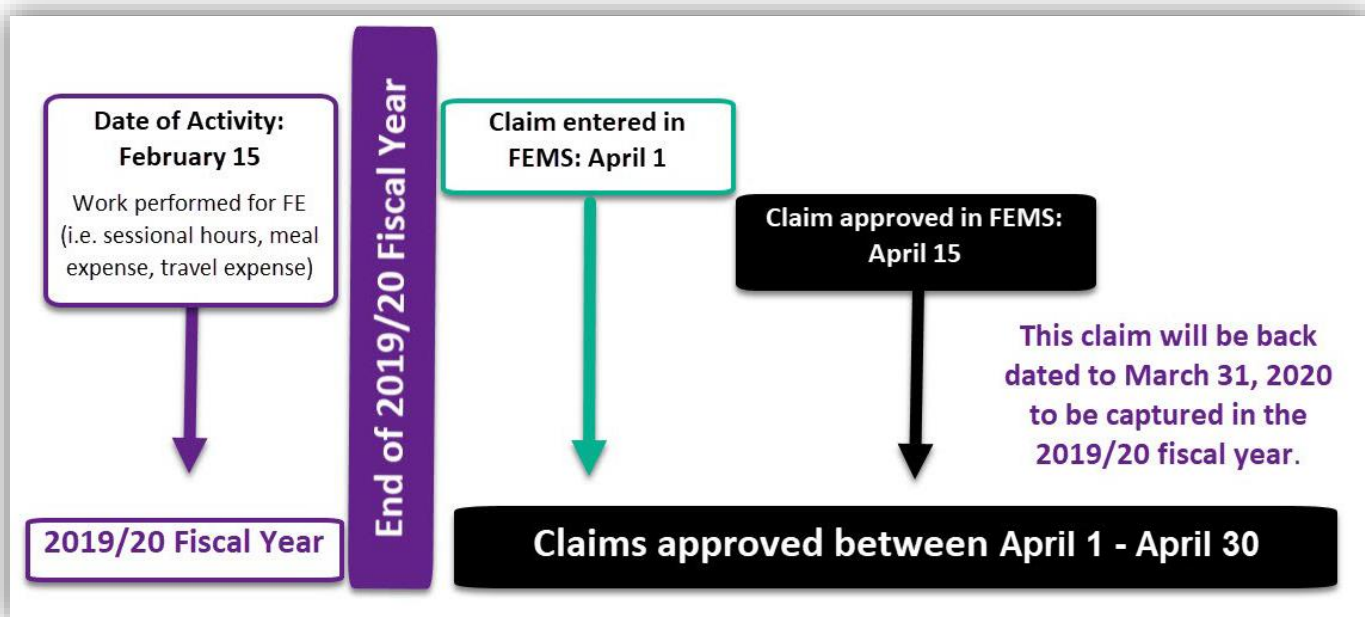 Date of Activity:
February 15
Work performed for FE
(i.e. sessional hours, meal
expense, travel expense)
2019/20 Fiscal Year
End of 2019/20 Fiscal Year
Claim entered in
FEMS: April 1
Claim approved in FEMS:
April 15
This claim will be back
dated to March 31, 2020
to be captured in the
2019/20 fiscal year.
Claims approved between April 1 - April 30